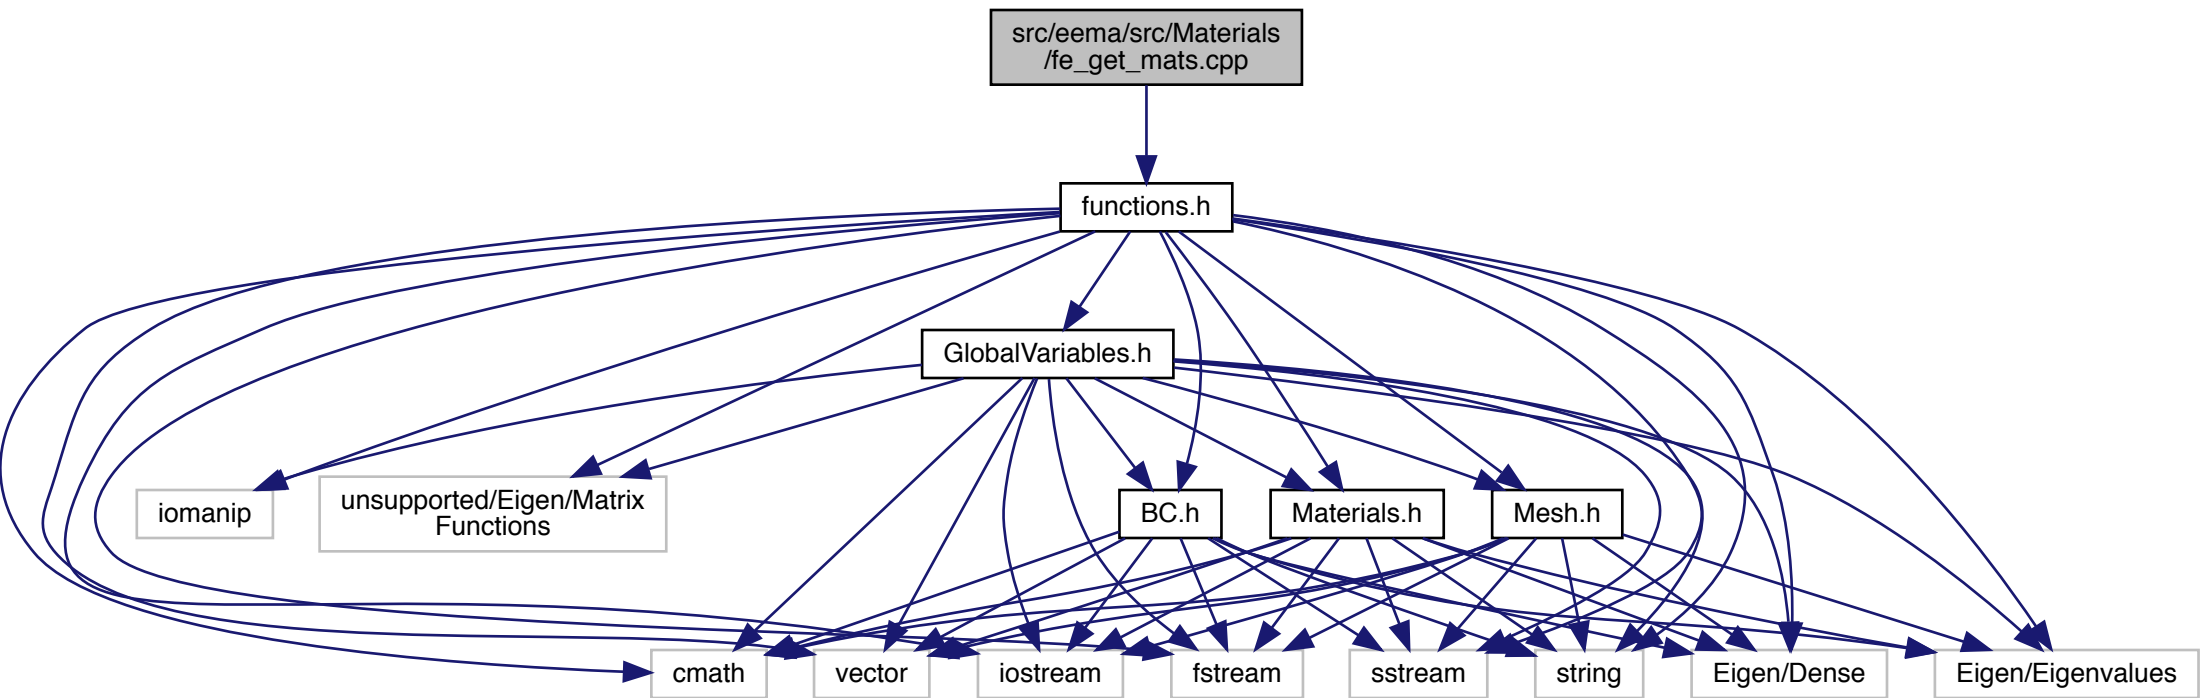 src/eema/src/Materials
/fe_get_mats.cpp
functions.h
GlobalVariables.h
iomanip
unsupported/Eigen/Matrix
Functions
BC.h
Materials.h
Mesh.h
cmath
vector
iostream
fstream
sstream
string
Eigen/Dense
Eigen/Eigenvalues